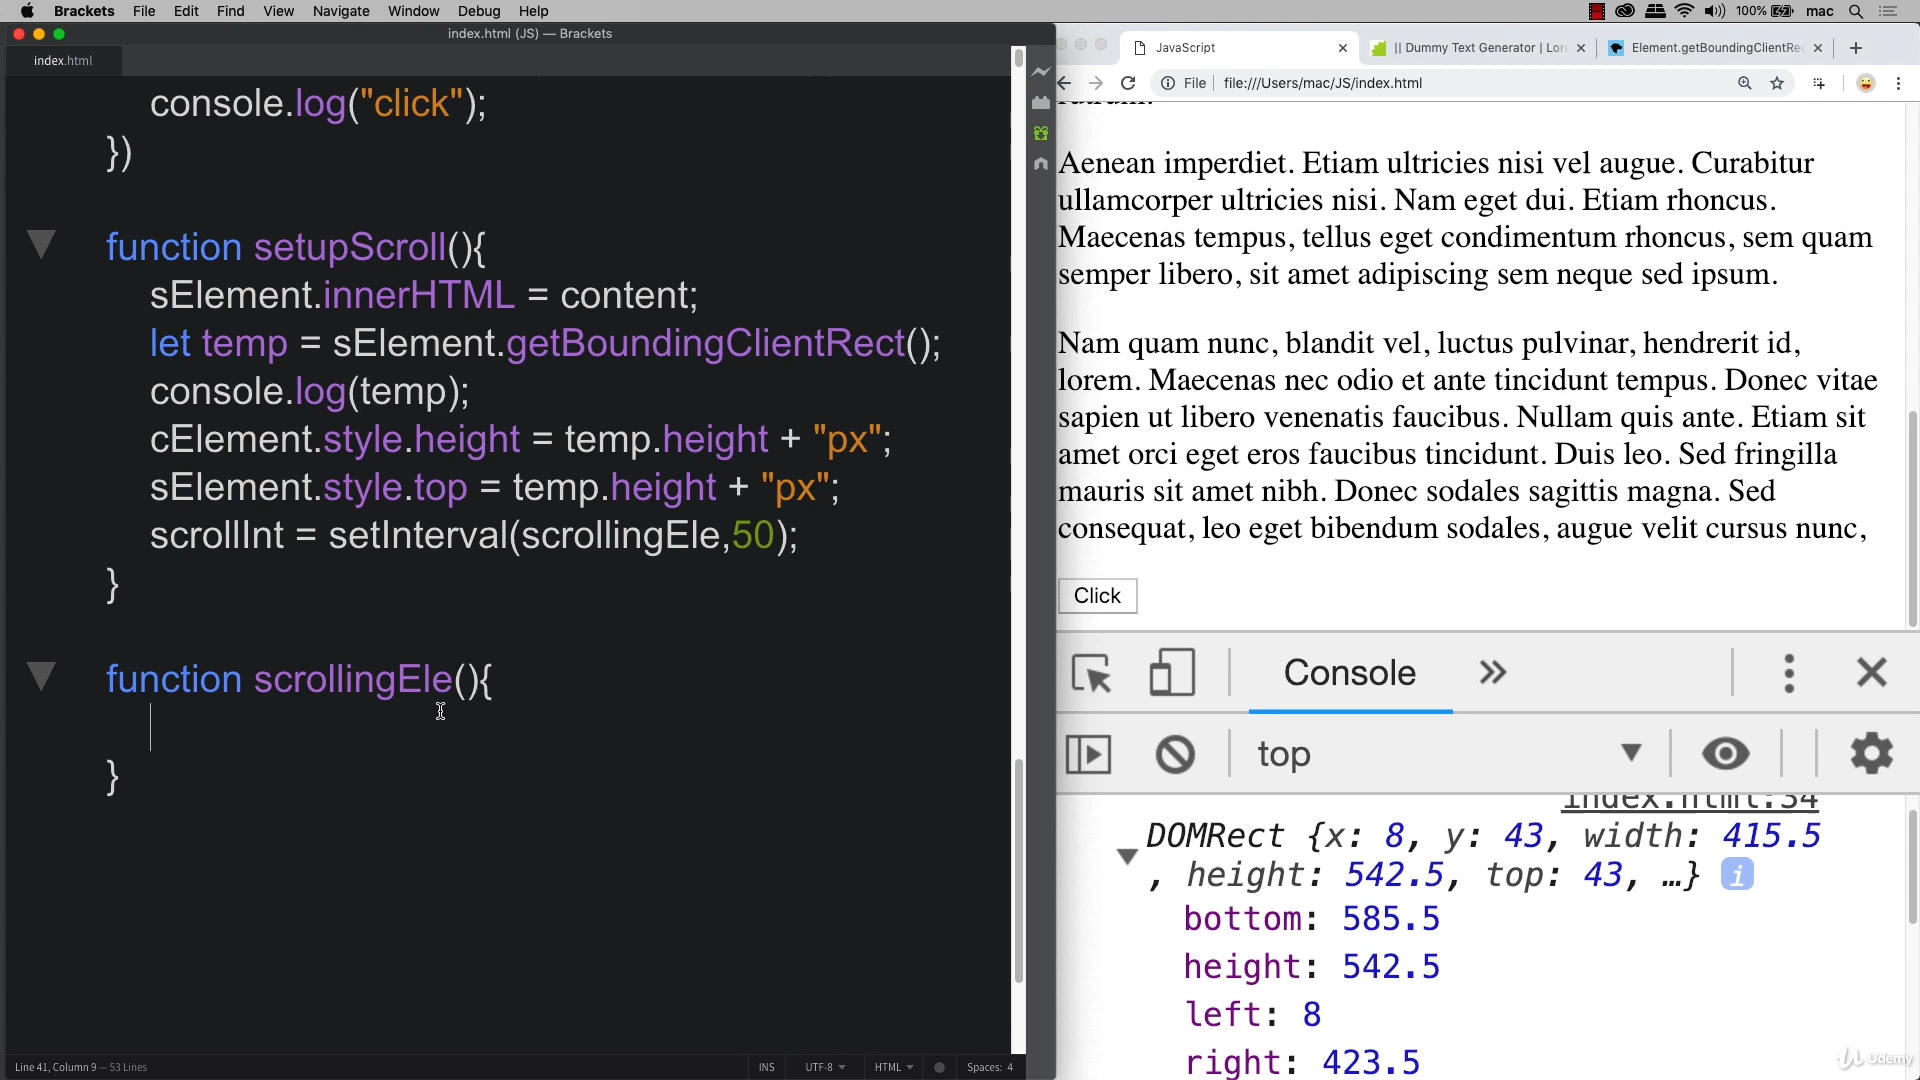 Brackets File Edit Find View Navigate Window Debug Help 100% mac
index.html (JS) — Brackets
index.html
console.log("click");
})
function setupScroll(){
sElement.innerHTML = content;
let temp = sElement.getBoundingClientRect();
console.log(temp);
cElement.style.height = temp.height + "px";
sElement.style.top = temp.height + "px";
scrollInt = setInterval(scrollingEle,50);
}
function scrollingEle(){
}
Line 41, Column 9 — 53 Lines
INS UTF-8 HTML Spaces: 4
JavaScript || Dummy Text Generator | Lor Element.getBoundingClientRec
File file:///Users/mac/JS/index.html
rutrum.
Aenean imperdiet. Etiam ultricies nisi vel augue. Curabitur
ullamcorper ultricies nisi. Nam eget dui. Etiam rhoncus.
Maecenas tempus, tellus eget condimentum rhoncus, sem quam
semper libero, sit amet adipiscing sem neque sed ipsum.
Nam quam nunc, blandit vel, luctus pulvinar, hendrerit id,
lorem. Maecenas nec odio et ante tincidunt tempus. Donec vitae
sapien ut libero venenatis faucibus. Nullam quis ante. Etiam sit
amet orci eget eros faucibus tincidunt. Duis leo. Sed fringilla
mauris sit amet nibh. Donec sodales sagittis magna. Sed
consequat, leo eget bibendum sodales, augue velit cursus nunc,
Click
Console
top
index.html:34
DOMRect {x: 8, y: 43, width: 415.5
, height: 542.5, top: 43, …} i
bottom: 585.5
height: 542.5
left: 8
right: 423.5
Udemy